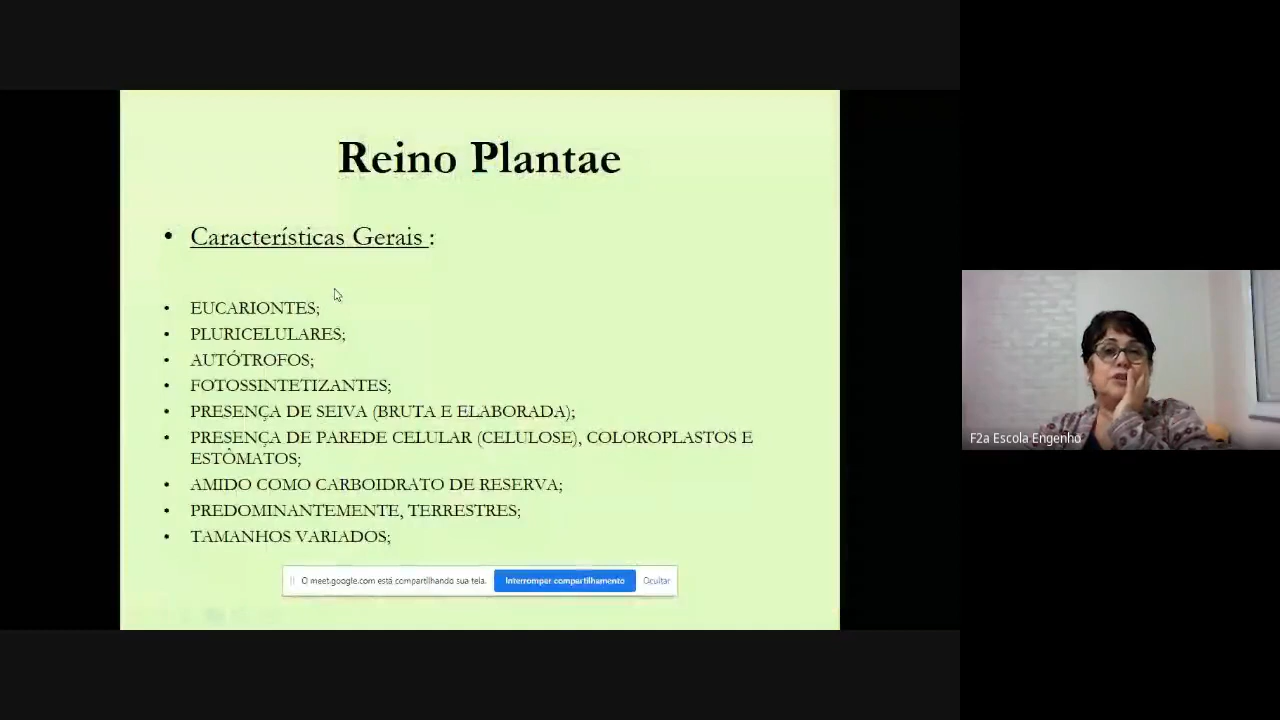 Reino Plantae
• Características Gerais :
• EUCARIONTES;
• PLURICELULARES;
• AUTÓTROFOS;
• FOTOSSINTETIZANTES;
• PRESENÇA DE SEIVA (BRUTA E ELABORADA);
• PRESENÇA DE PAREDE CELULAR (CELULOSE), COLOROPLASTOS E
ESTÔMATOS;
• AMIDO COMO CARBOIDRATO DE RESERVA;
• PREDOMINANTEMENTE, TERRESTRES;
• TAMANHOS VARIADOS;
O meet.google.com está compartilhando sua tela. Interromper compartilhamento Ocultar
F2a Escola Engenho